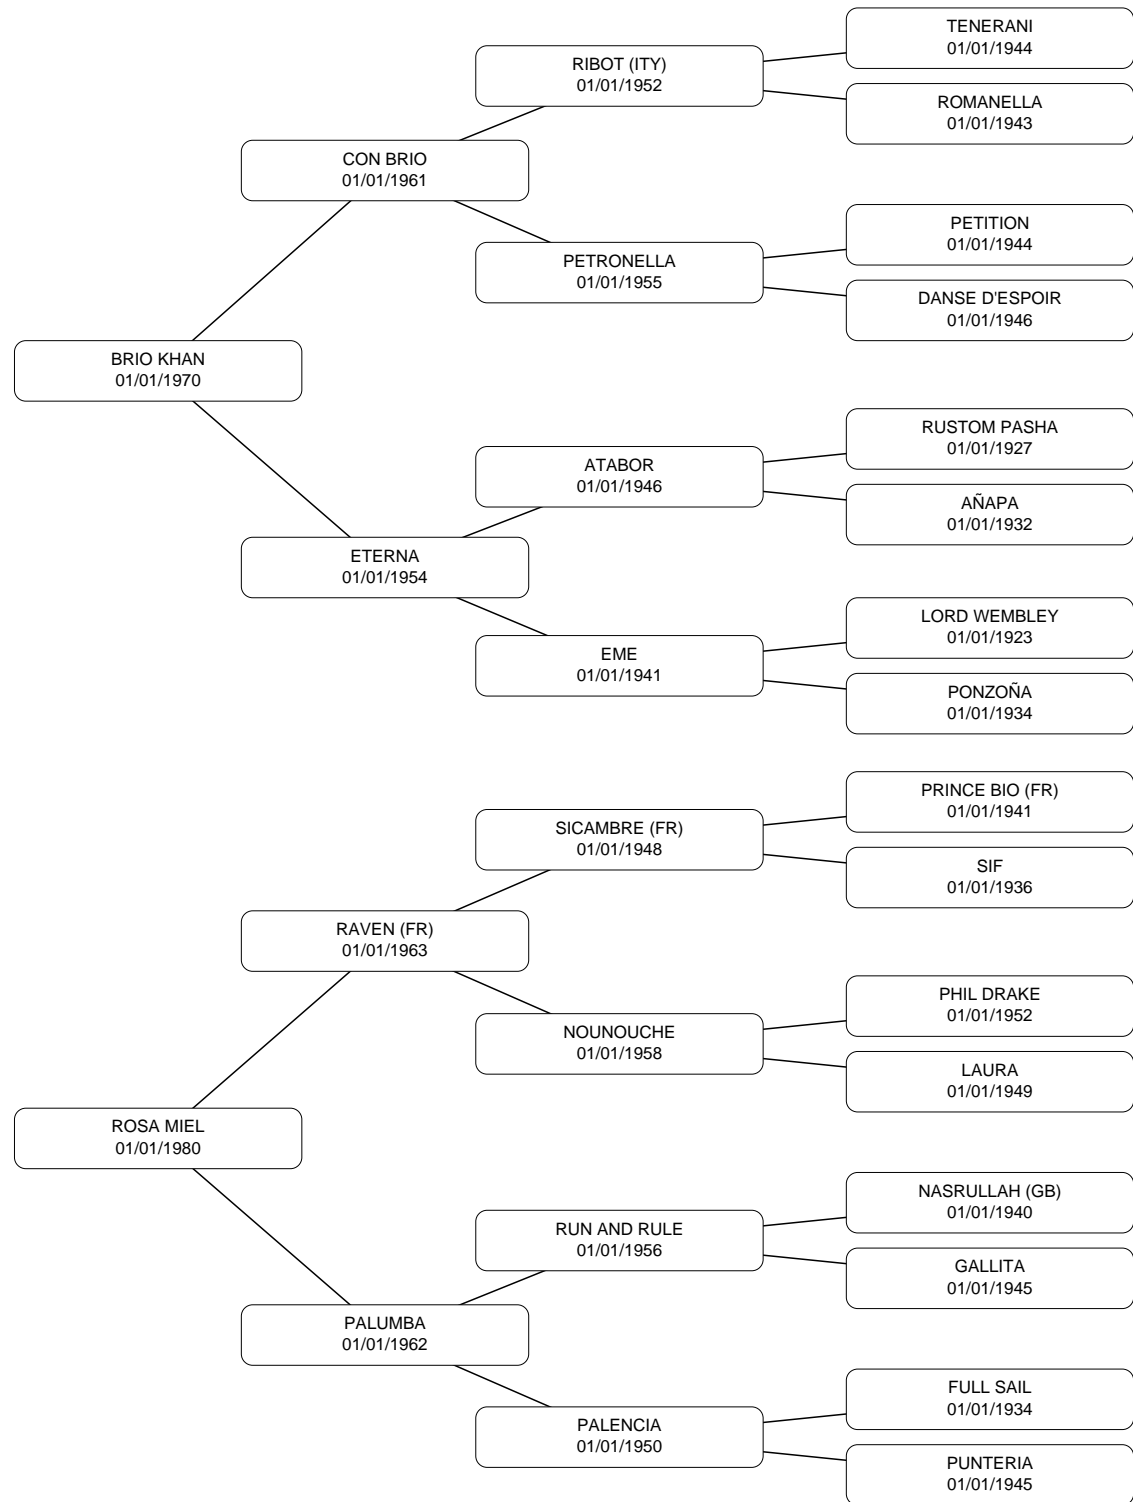 TENERANI
01/01/1944
RIBOT (ITY)
01/01/1952
ROMANELLA
01/01/1943
CON BRIO
01/01/1961
PETITION
01/01/1944
PETRONELLA
01/01/1955
DANSE D'ESPOIR
01/01/1946
BRIO KHAN
01/01/1970
RUSTOM PASHA
01/01/1927
ATABOR
01/01/1946
AÑAPA
01/01/1932
ETERNA
01/01/1954
LORD WEMBLEY
01/01/1923
EME
01/01/1941
PONZOÑA
01/01/1934
PRINCE BIO (FR)
01/01/1941
SICAMBRE (FR)
01/01/1948
SIF
01/01/1936
RAVEN (FR)
01/01/1963
PHIL DRAKE
01/01/1952
NOUNOUCHE
01/01/1958
LAURA
01/01/1949
ROSA MIEL
01/01/1980
NASRULLAH (GB)
01/01/1940
RUN AND RULE
01/01/1956
GALLITA
01/01/1945
PALUMBA
01/01/1962
FULL SAIL
01/01/1934
PALENCIA
01/01/1950
PUNTERIA
01/01/1945